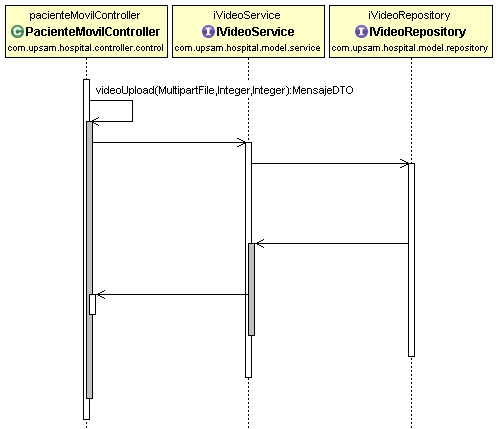 pacienteMovilController
C PacienteMovilController
com.upsam.hospital.controller.control
iVideoService
I IVideoService
com.upsam.hospital.model.service
iVideoRepository
I IVideoRepository
com.upsam.hospital.model.repository
videoUpload(MultipartFile,Integer,Integer):MensajeDTO